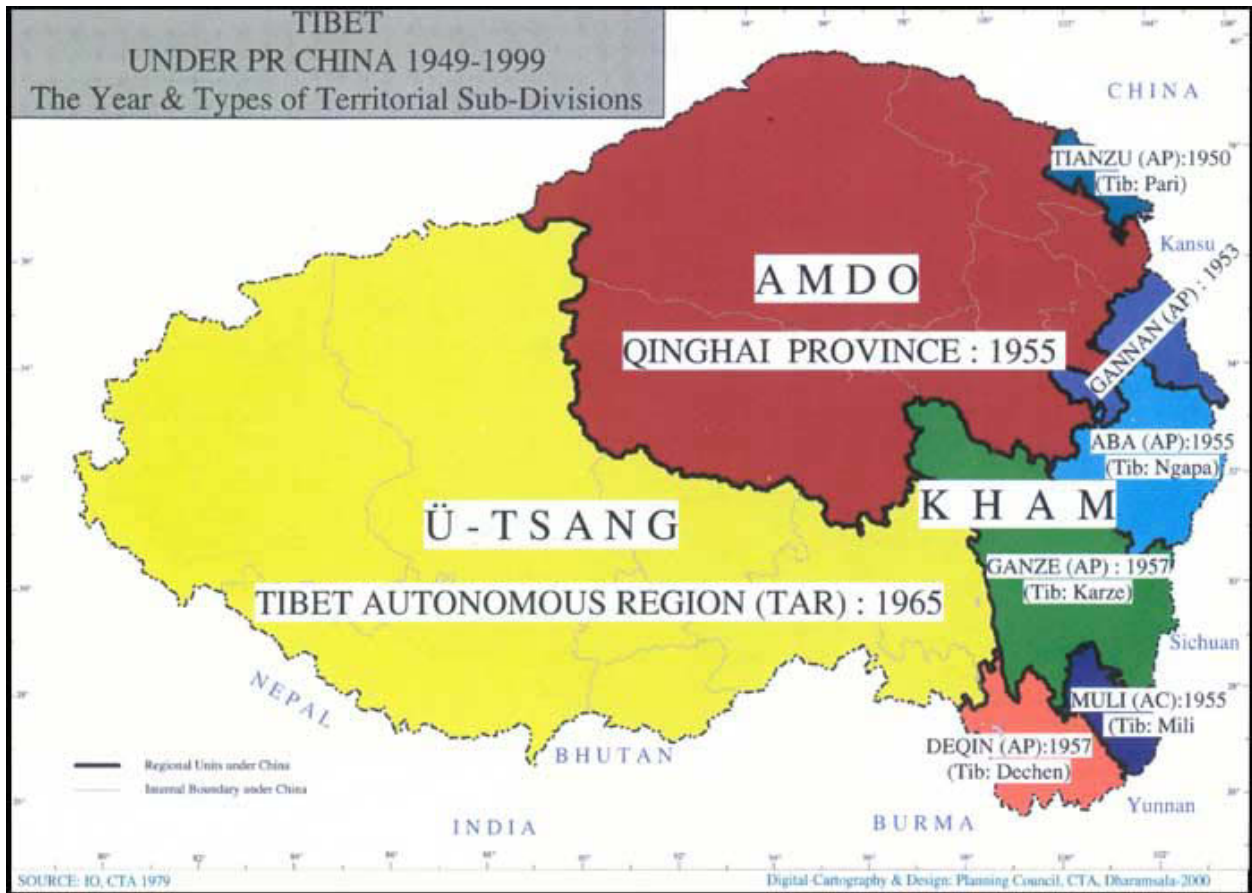 TIBET
UNDER PR CHINA 1949-1999
The Year & Types of Territorial Sub-Divisions
CHINA
TIANZU (AP):1950
(Tib: Pari)
Kansu
GANNAN (AP) : 1953
AMDO
QINGHAI PROVINCE : 1955
ABA (AP):1955
(Tib: Ngapa)
KHAM
Ü-TSANG
GANZE (AP) : 1957
(Tib: Karze)
TIBET AUTONOMOUS REGION (TAR) : 1965
Sichuan
NEPAL
MULI (AC):1955
(Tib: Mili
DEQIN (AP):1957
(Tib: Dechen)
BHUTAN
Regional Units under China
Internal Boundary under China
Yunnan
INDIA
BURMA
SOURCE: IO, CTA 1979
Digital Cartography & Design: Planning Council, CTA, Dharamsala-2000